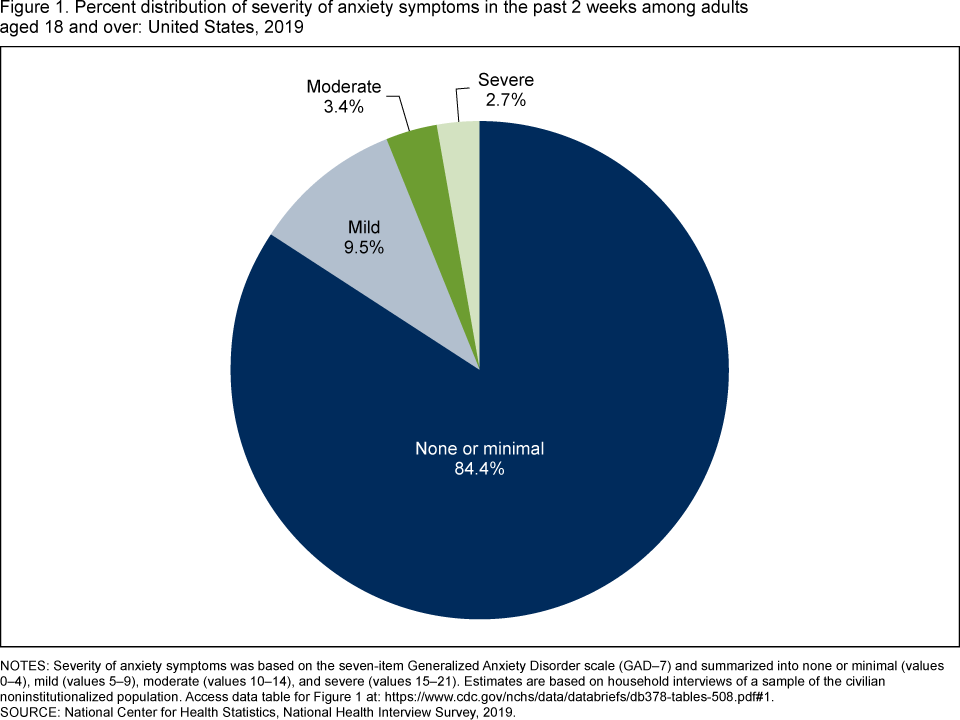 Figure 1. Percent distribution of severity of anxiety symptoms in the past 2 weeks among adults
aged 18 and over: United States, 2019
Severe
2.7%
Moderate
3.4%
Mild
9.5%
None or minimal
84.4%
NOTES: Severity of anxiety symptoms was based on the seven-item Generalized Anxiety Disorder scale (GAD–7) and summarized into none or minimal (values
0–4), mild (values 5–9), moderate (values 10–14), and severe (values 15–21). Estimates are based on household interviews of a sample of the civilian
noninstitutionalized population. Access data table for Figure 1 at: https://www.cdc.gov/nchs/data/databriefs/db378-tables-508.pdf#1.
SOURCE: National Center for Health Statistics, National Health Interview Survey, 2019.